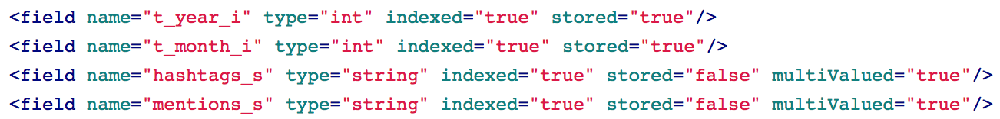 <field name="t_year_i" type="int" indexed="true" stored="true"/>
<field name="t_month_i" type="int" indexed="true" stored="true"/>
<field name="hashtags_s" type="string" indexed="true" stored="false" multiValued="true"/>
<field name="mentions_s" type="string" indexed="true" stored="false" multiValued="true"/>